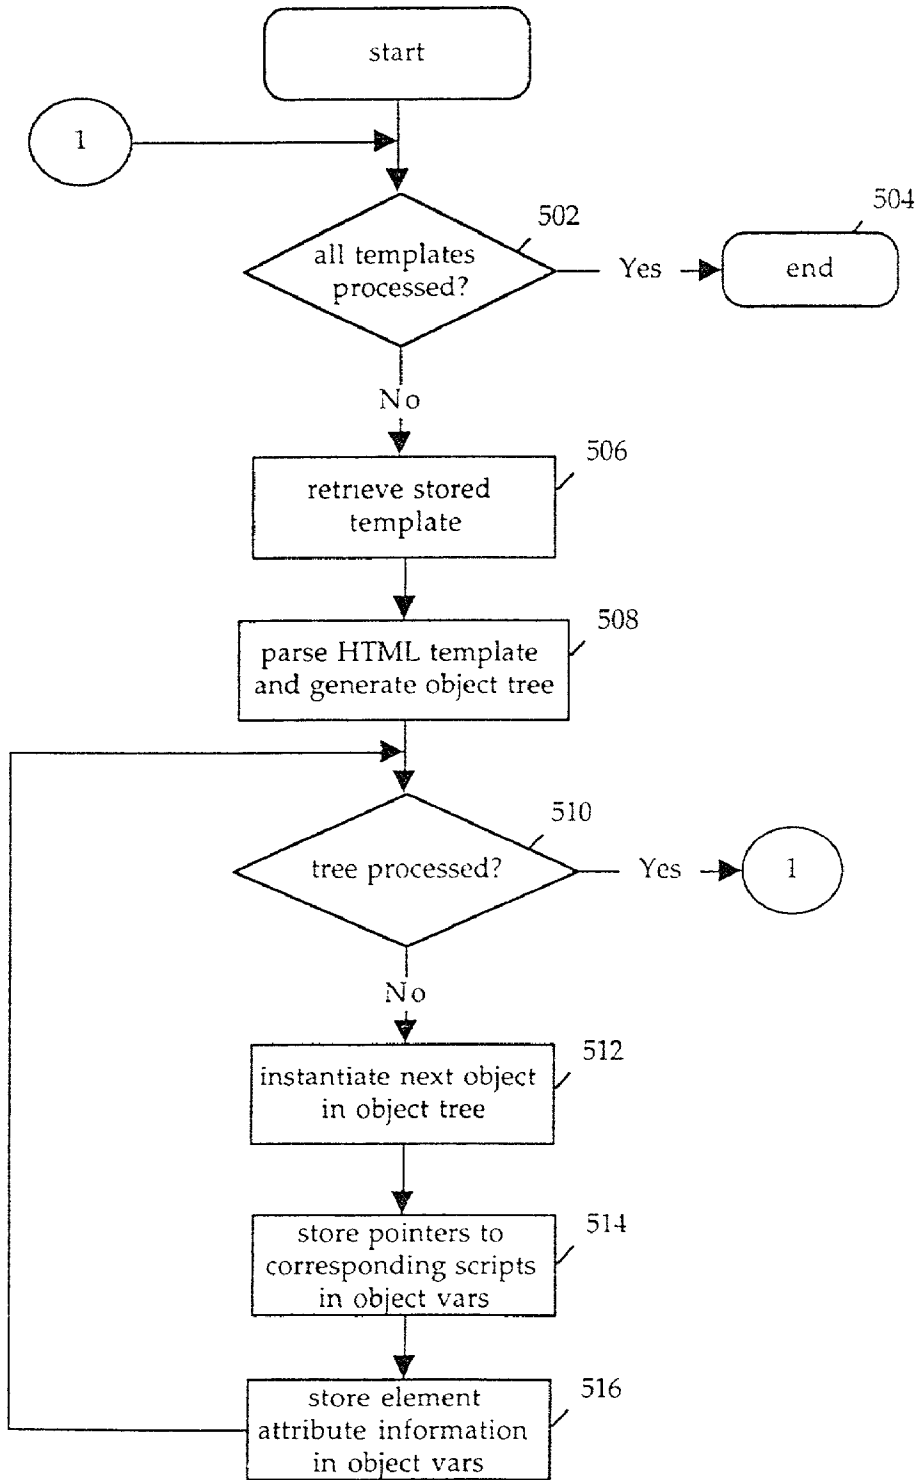 start
1
502
504
all templates
processed?
Yes
end
No
506
retrieve stored
template
508
parse HTML template
and generate object tree
510
tree processed?
Yes
1
No
512
instantiate next object
in object tree
514
store pointers to
corresponding scripts
in object vars
516
store element
attribute information
in object vars